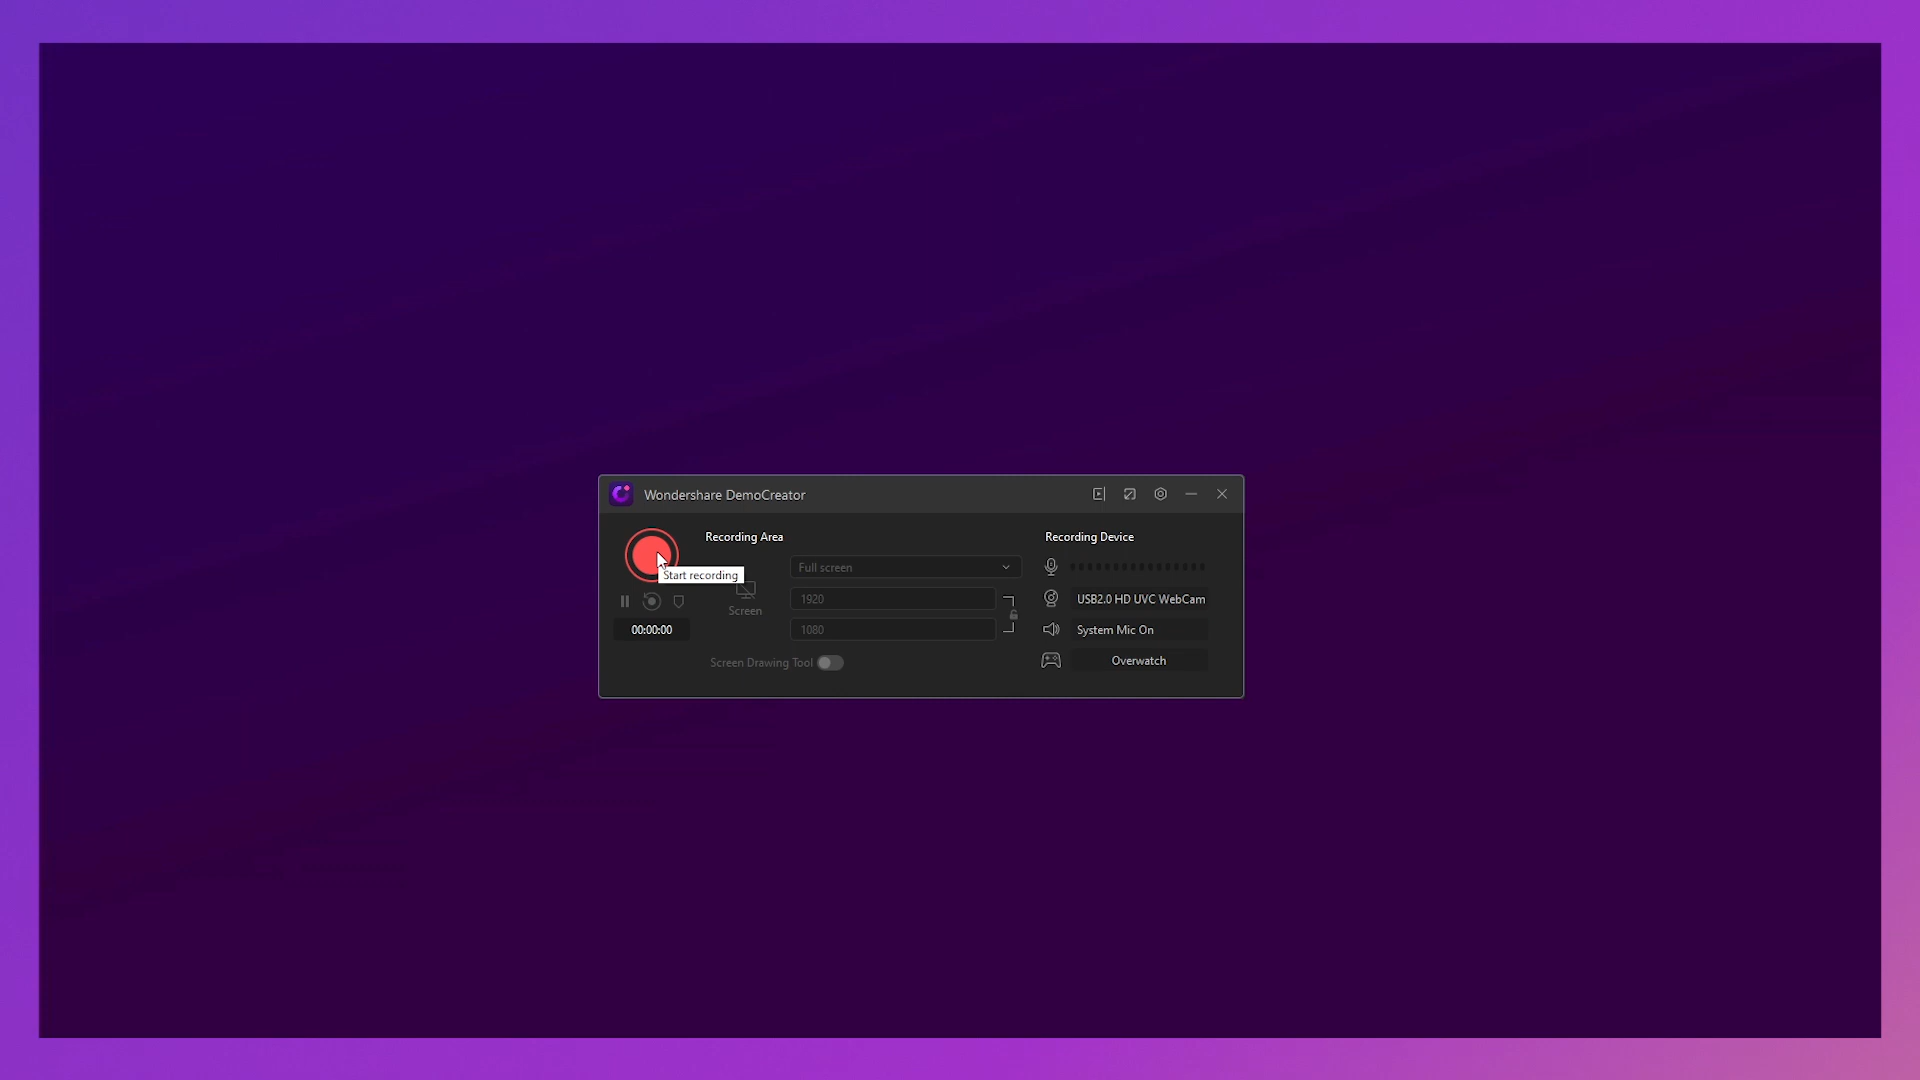 Wondershare DemoCreator
Recording Area
Recording Device
Full screen
Start recording
1920
USB2.0 HD UVC WebCam
Screen
00:00:00
1080
System Mic On
Screen Drawing Tool
Overwatch